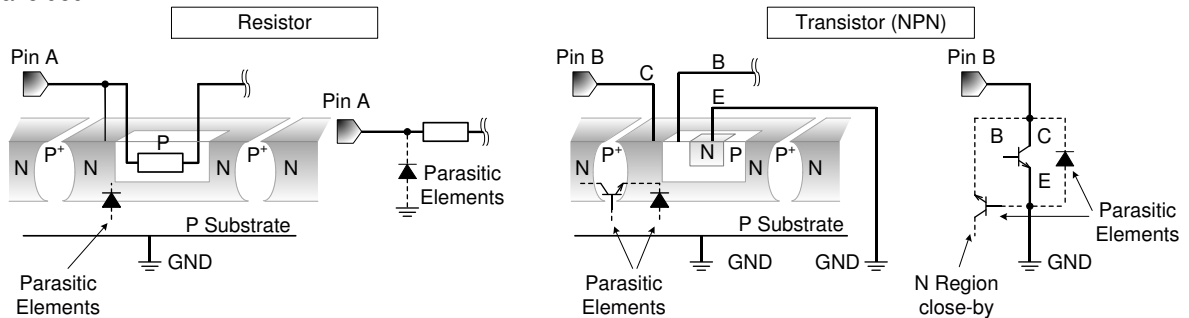 Resistor
Transistor (NPN)
Pin A
Pin A
N
P+
N
P
P+
N
N
Parasitic
Elements
P Substrate
GND
Parasitic
Elements
Pin B
C
B
E
N
P+
N
N
P
P+
N
N
P Substrate
GND
GND
Parasitic
Elements
Pin B
B
C
E
Parasitic
Elements
GND
N Region
close-by